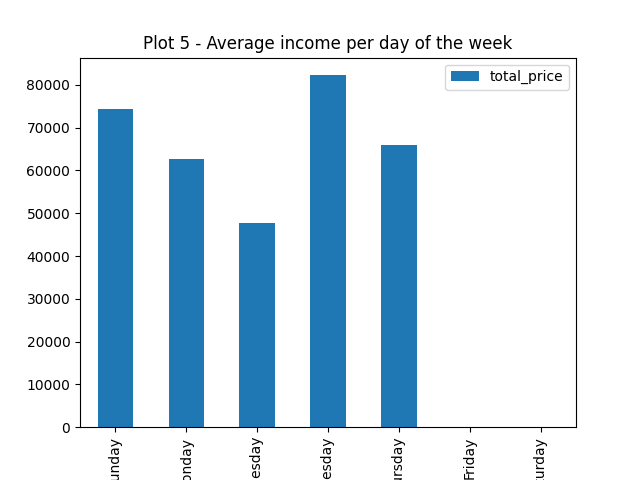 Plot 5 - Average income per day of the week
total_price
80000
70000
60000
50000
40000
30000
20000
10000
0
unday
onday
esday
esday
ursday
Friday
turday